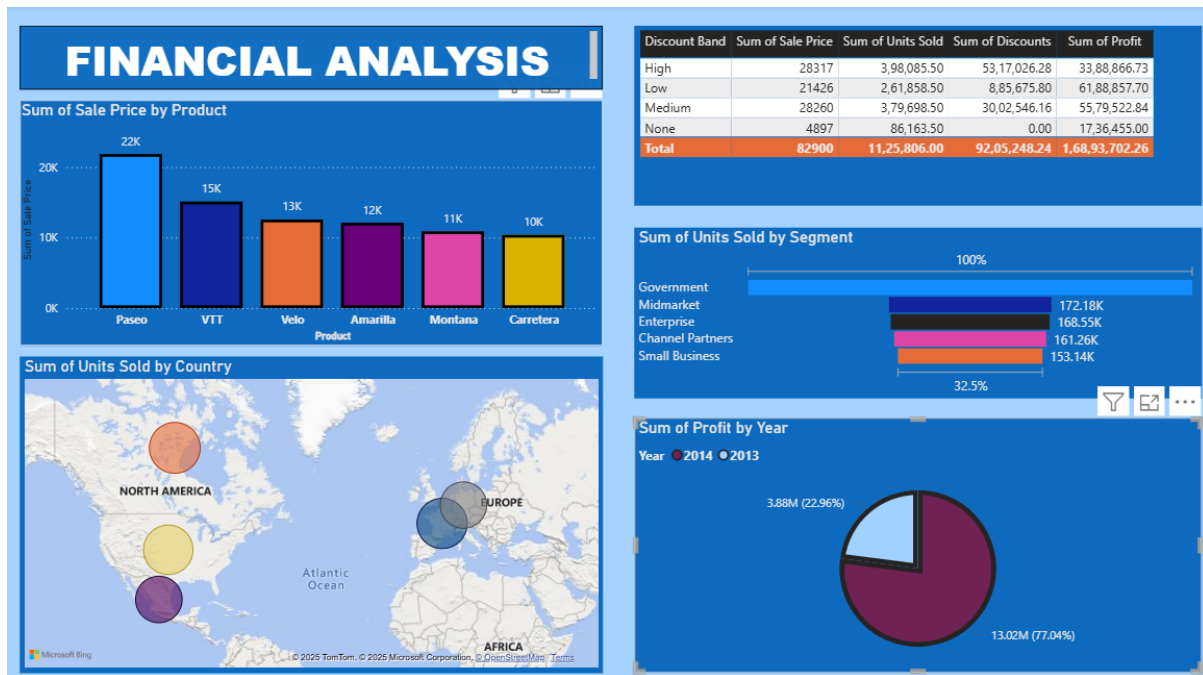 FINANCIAL ANALYSIS
Sum of Sale Price by Product
Sum of Sale Price
20K
10K
0K
22K
15K
13K
12K
11K
10K
Paseo VTT Velo Amarilla Montana Carretera
Product
Sum of Units Sold by Country
NORTH AMERICA
EUROPE
Atlantic
Ocean
AFRICA
Microsoft Bing
© 2025 TomTom, © 2025 Microsoft Corporation, © OpenStreetMap Terms
Discount Band Sum of Sale Price Sum of Units Sold Sum of Discounts Sum of Profit
High 28317 3,98,085.50 53,17,026.28 33,88,866.73
Low 21426 2,61,858.50 8,85,675.80 61,88,857.70
Medium 28260 3,79,698.50 30,02,546.16 55,79,522.84
None 4897 86,163.50 0.00 17,36,455.00
Total 82900 11,25,806.00 92,05,248.24 1,68,93,702.26
Sum of Units Sold by Segment
100%
Government
Midmarket 172.18K
Enterprise 168.55K
Channel Partners 161.26K
Small Business 153.14K
32.5%
Sum of Profit by Year
Year 2014 2013
3.88M (22.96%)
13.02M (77.04%)